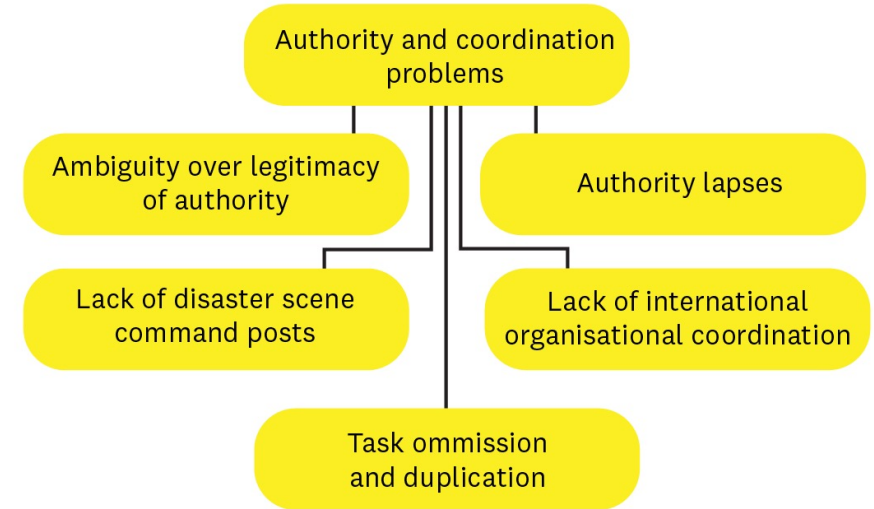 Authority and coordination
problems
Ambiguity over legitimacy
of authority
Authority lapses
Lack of disaster scene
command posts
Lack of international
organisational coordination
Task ommission
and duplication